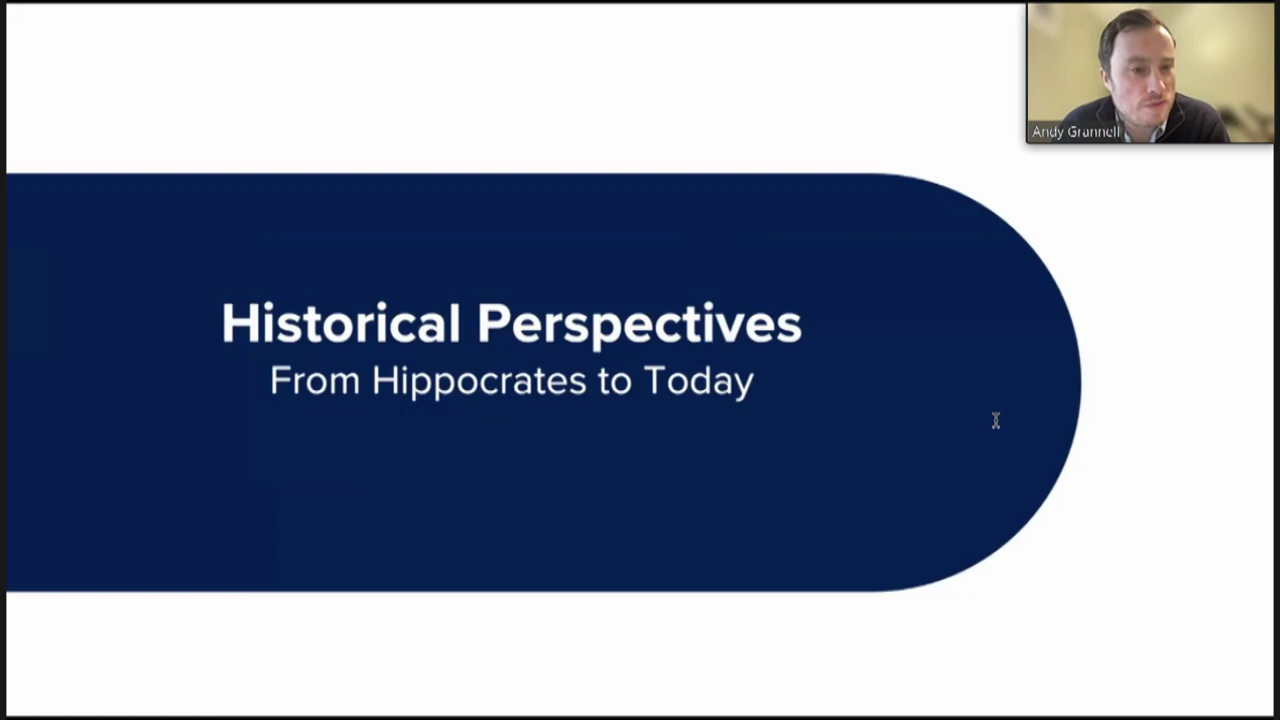 Andy Grannell
Historical Perspectives
From Hippocrates to Today